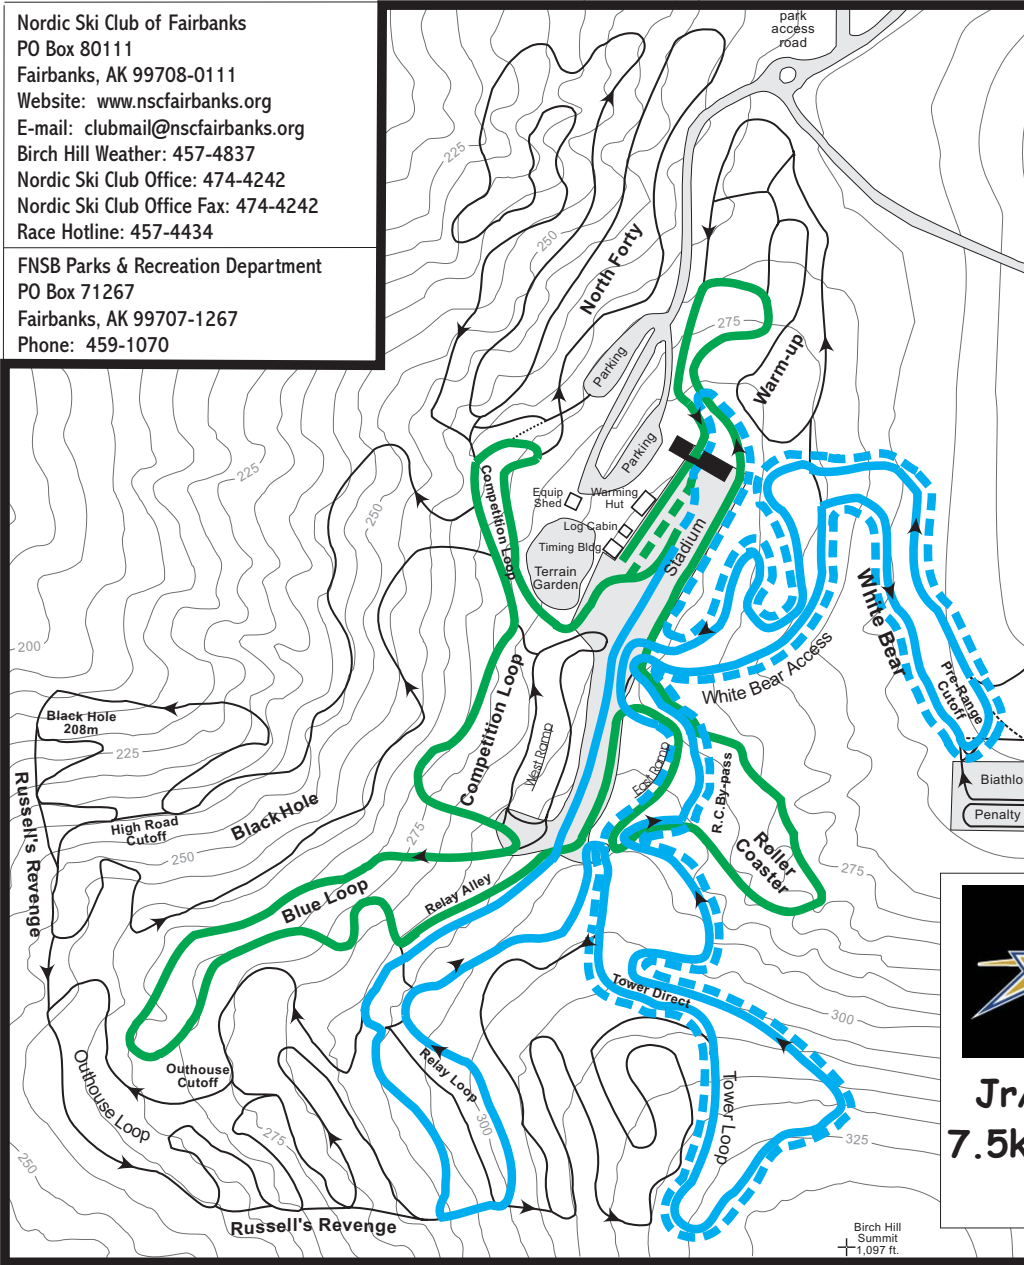 Nordic Ski Club of Fairbanks
PO Box 80111
Fairbanks, AK 99708-0111
Website: www.nscfairbanks.org
E-mail: clubmail@nscfairbanks.org
Birch Hill Weather: 457-4837
Nordic Ski Club Office: 474-4242
Nordic Ski Club Office Fax: 474-4242
Race Hotline: 457-4434
FNSB Parks & Recreation Department
PO Box 71267
Fairbanks, AK 99707-1267
Phone: 459-1070
park
access
road
225
250
North Forty
275
Parking
Warm-up
Parking
225
250
Competition Loop
Equip
Shed
Warming
Hut
Log Cabin
Timing Bldg
Terrain
Garden
Stadium
White Bear
200
White Bear Access
Pre-Range
Cutoff
Black Hole
208m
225
Competition Loop
West Ramp
East Ramp
R.C. By-pass
Biathlo
Penalty
Russell's Revenge
High Road
Cutoff
Black Hole
250
275
Roller
Coaster
275
Blue Loop
Relay Alley
Tower Direct
300
Outhouse
Cutoff
Outhouse Loop
Relay Loop
300
Tower Loop
275
325
250
Russell's Revenge
Jr/
7.5k
Birch Hill
Summit
1,097 ft.